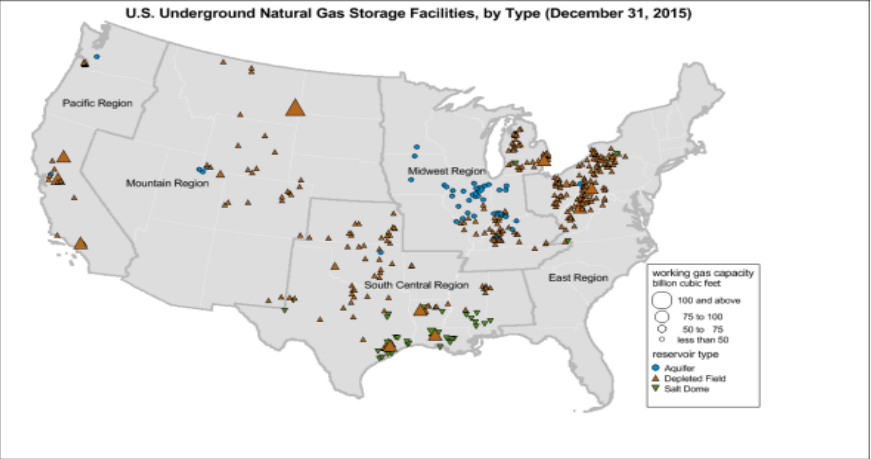 U.S. Underground Natural Gas Storage Facilities, by Type (December 31, 2015)
Pacific Region
Mountain Region
Midwest Region
South Central Region
East Region
working gas capacity
billion cubic feet
100 and above
75 to 100
50 to 75
less than 50
reservoir type
Aquifer
Depleted Field
Salt Dome